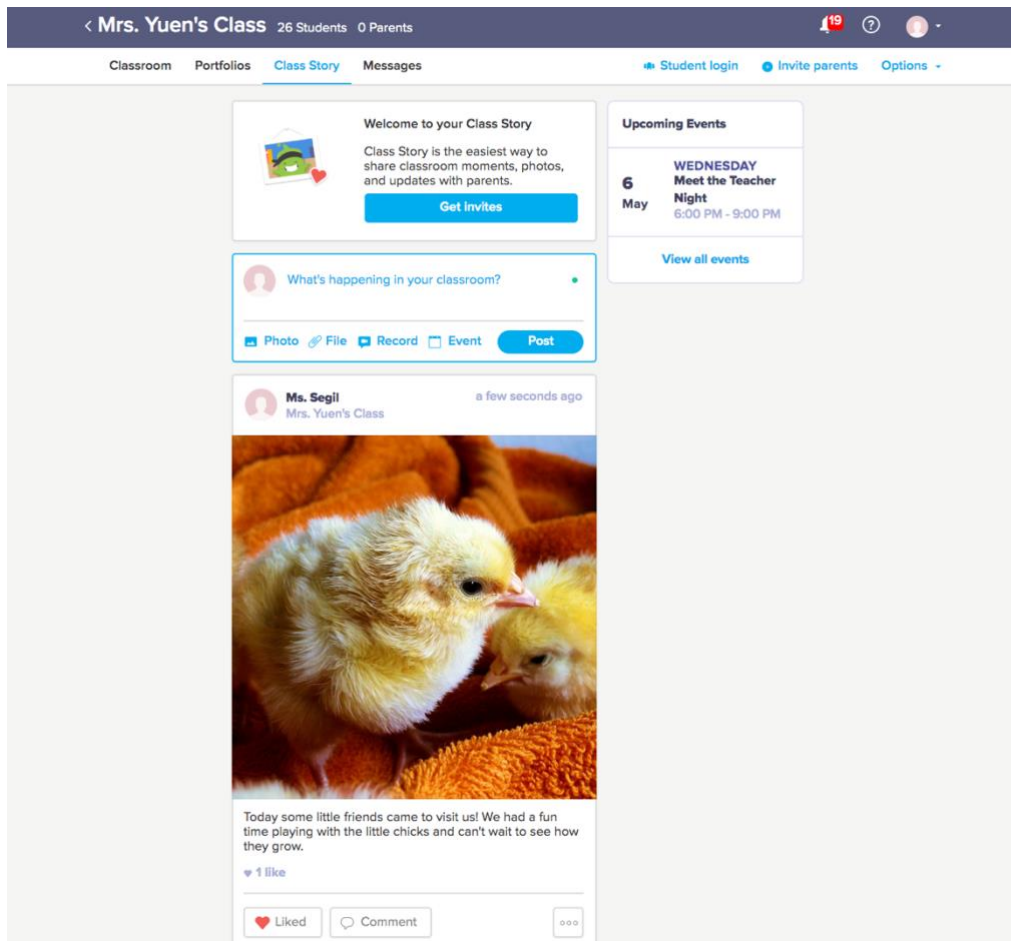 < Mrs. Yuen's Class 26 Students 0 Parents
19
?
Classroom Portfolios Class Story Messages
Student login Invite parents Options
Welcome to your Class Story
Class Story is the easiest way to
share classroom moments, photos,
and updates with parents.
Get invites
Upcoming Events
WEDNESDAY
6 May
Meet the Teacher
Night
6:00 PM - 9:00 PM
View all events
What's happening in your classroom?
Photo File Record Event Post
Ms. Segil a few seconds ago
Mrs. Yuen's Class
Today some little friends came to visit us! We had a fun
time playing with the little chicks and can't wait to see how
they grow.
1 like
Liked Comment